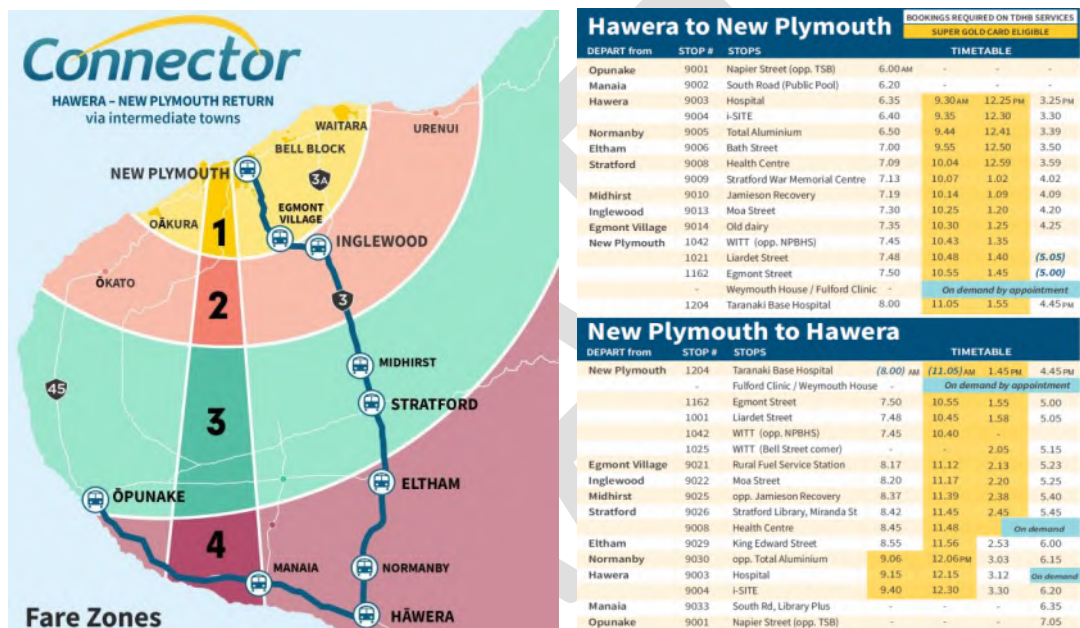 Connector
HAWERA – NEW PLYMOUTH RETURN
via intermediate towns
WAITARA
URENUI
BELL BLOCK
NEW PLYMOUTH
3A
EGMONT
VILLAGE
OĀKURA
1
INGLEWOOD
ŌKATO
2
3
MIDHIRST
45
STRATFORD
3
ELTHAM
ŌPUNAKE
4
MANAIA
NORMANBY
HĀWERA
Fare Zones
Hawera to New Plymouth
BOOKINGS REQUIRED ON TDHB SERVICES
SUPER GOLD CARD ELIGIBLE
DEPART from STOP # STOPS TIMETABLE
Opunake 9001 Napier Street (opp. TSB) 6.00 AM - - -
Manaia 9002 South Road (Public Pool) 6.20 - - -
Hawera 9003 Hospital 6.35 9.30 AM 12.25 PM 3.25 PM
9004 i-SITE 6.40 9.35 12.30 3.30
Normanby 9005 Total Aluminium 6.50 9.44 12.41 3.39
Eltham 9006 Bath Street 7.00 9.55 12.50 3.50
Stratford 9008 Health Centre 7.09 10.04 12.59 3.59
9009 Stratford War Memorial Centre 7.13 10.07 1.02 4.02
Midhirst 9010 Jamieson Recovery 7.19 10.14 1.09 4.09
Inglewood 9013 Moa Street 7.30 10.25 1.20 4.20
Egmont Village 9014 Old dairy 7.35 10.30 1.25 4.25
New Plymouth 1042 WITT (opp. NPBHS) 7.45 10.43 1.35
1021 Liardet Street 7.48 10.48 1.40 (5.05)
1162 Egmont Street 7.50 10.55 1.45 (5.00)
- Weymouth House / Fulford Clinic - On demand by appointment
1204 Taranaki Base Hospital 8.00 11.05 1.55 4.45 PM
New Plymouth to Hawera
DEPART from STOP # STOPS TIMETABLE
New Plymouth 1204 Taranaki Base Hospital (8.00) AM (11.05) AM 1.45 PM 4.45 PM
- Fulford Clinic / Weymouth House - On demand by appointment
1162 Egmont Street 7.50 10.55 1.55 5.00
1001 Liardet Street 7.48 10.45 1.58 5.05
1042 WITT (opp. NPBHS) 7.45 10.40 -
1025 WITT (Bell Street corner) - - 2.05 5.15
Egmont Village 9021 Rural Fuel Service Station 8.17 11.12 2.13 5.23
Inglewood 9022 Moa Street 8.20 11.17 2.20 5.25
Midhirst 9025 opp. Jamieson Recovery 8.37 11.39 2.38 5.40
Stratford 9026 Stratford Library, Miranda St 8.42 11.45 2.45 5.45
9008 Health Centre 8.45 11.48 On demand
Eltham 9029 King Edward Street 8.55 11.56 2.53 6.00
Normanby 9030 opp. Total Aluminium 9.06 12.06 PM 3.03 6.15
Hawera 9003 Hospital 9.15 12.15 3.12 On demand
9004 i-SITE 9.40 12.30 3.30 6.20
Manaia 9033 South Rd, Library Plus - - - 6.35
Opunake 9001 Napier Street (opp. TSB) - - - 7.05